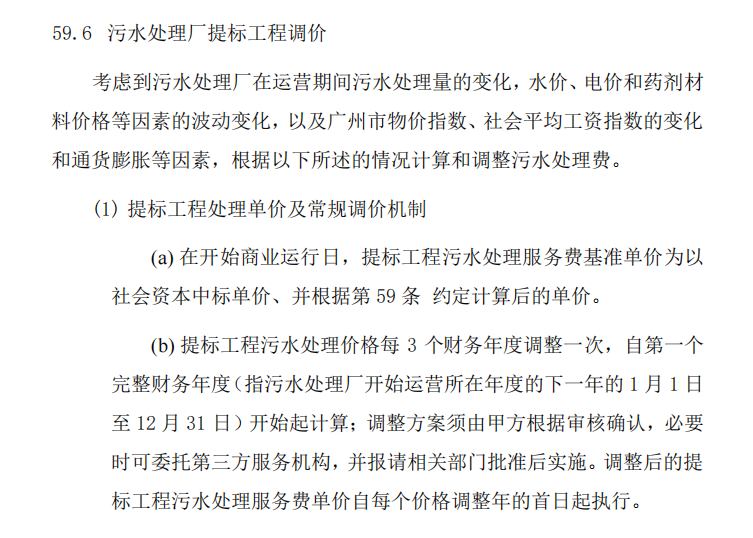 59.6 污水处理厂提标工程调价
考虑到污水处理厂在运营期间污水处理量的变化，水价、电价和药剂材
料价格等因素的波动变化，以及广州市物价指数、社会平均工资指数的变化
和通货膨胀等因素，根据以下所述的情况计算和调整污水处理费。
(1) 提标工程处理单价及常规调价机制
(a) 在开始商业运行日，提标工程污水处理服务费基准单价为以
社会资本中标单价、并根据第 59 条 约定计算后的单价。
(b) 提标工程污水处理价格每 3 个财务年度调整一次，自第一个
完整财务年度（指污水处理厂开始运营所在年度的下一年的 1 月 1 日
至 12 月 31 日）开始起计算；调整方案须由甲方根据审核确认，必要
时可委托第三方服务机构，并报请相关部门批准后实施。调整后的提
标工程污水处理服务费单价自每个价格调整年的首日起执行。